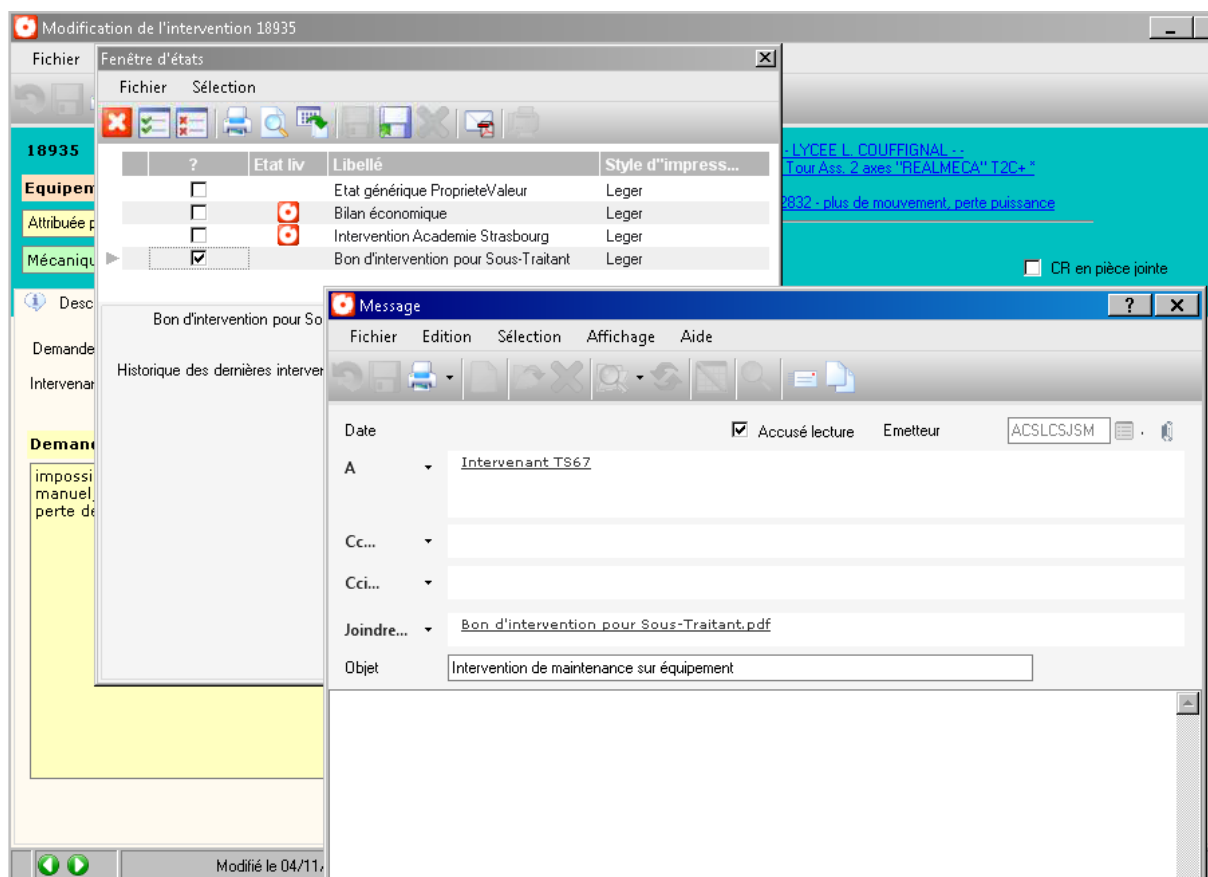 Modification de l'intervention 18935
Fichier
Fenêtre d'états
Fichier Sélection
18935
- LYCEE L. COUFFIGNAL - -
Tour Ass. 2 axes "REALMECA" T2C+ *
2832 - plus de mouvement, perte puissance
? Etat liv Libellé Style d"impress...
Etat générique ProprieteValeur Leger
Bilan économique Leger
Intervention Academie Strasbourg Leger
Bon d'intervention pour Sous-Traitant Leger
Equipem
Attribuée p
Mécaniqu
CR en pièce jointe
Desc
Bon d'intervention pour So
Demande
Historique des dernières interver
Intervenar
Deman
impossi
manuel
perte de
Message
Fichier Edition Sélection Affichage Aide
Date Accusé lecture Emetteur ACSLCSJSM
A Intervenant TS67
Cc...
Cci...
Joindre... Bon d'intervention pour Sous-Traitant.pdf
Objet Intervention de maintenance sur équipement
Modifié le 04/11/